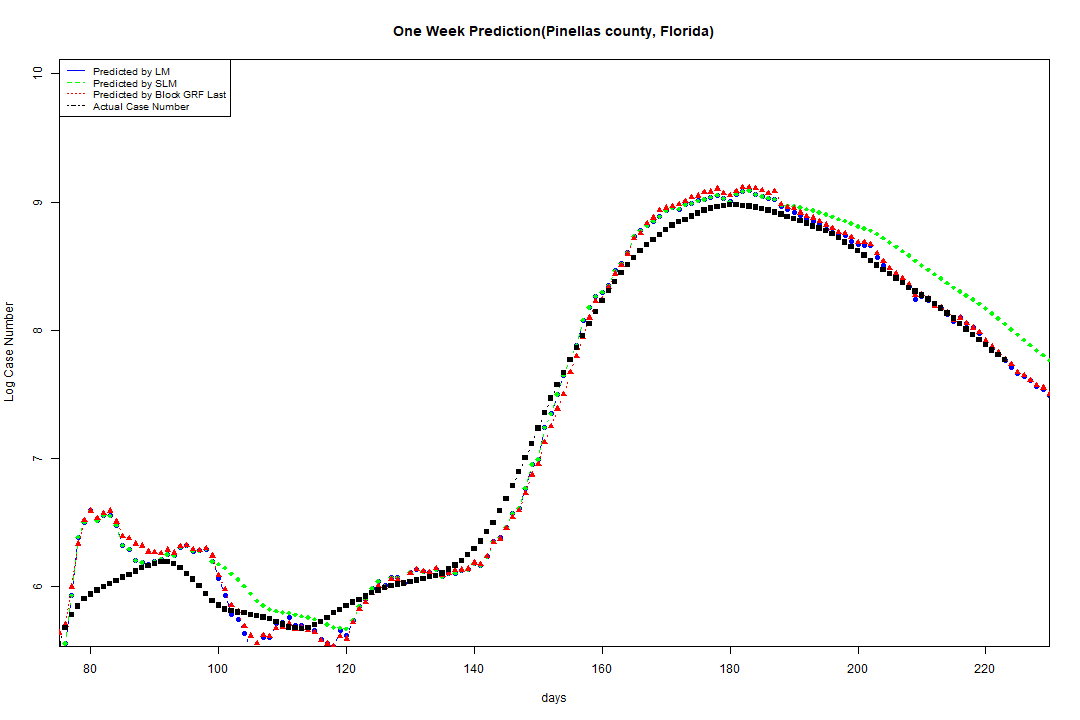 One Week Prediction(Pinellas county, Florida)
Predicted by LM
Predicted by SLM
Predicted by Block GRF Last
Actual Case Number
10
9
8
7
6
Log Case Number
80 100 120 140 160 180 200 220
days